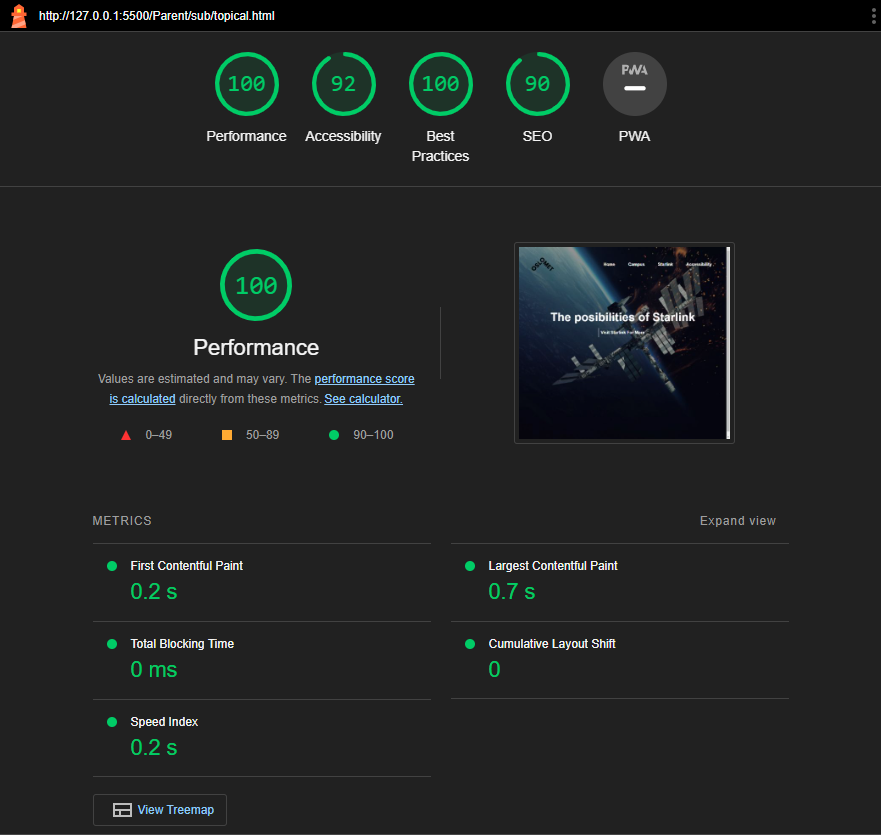 http://127.0.0.1:5500/Parent/sub/topical.html
100
92
100
90
PWA
Performance
Accessibility
Best
Practices
SEO
PWA
100
Performance
Values are estimated and may vary. The performance score
is calculated directly from these metrics. See calculator.
0–49
50–89
90–100
OSLOMET
Home Campus Starlink Accessibility
The posibilities of Starlink
Visit Starlink For More
METRICS
Expand view
First Contentful Paint
0.2 s
Largest Contentful Paint
0.7 s
Total Blocking Time
0 ms
Cumulative Layout Shift
0
Speed Index
0.2 s
View Treemap